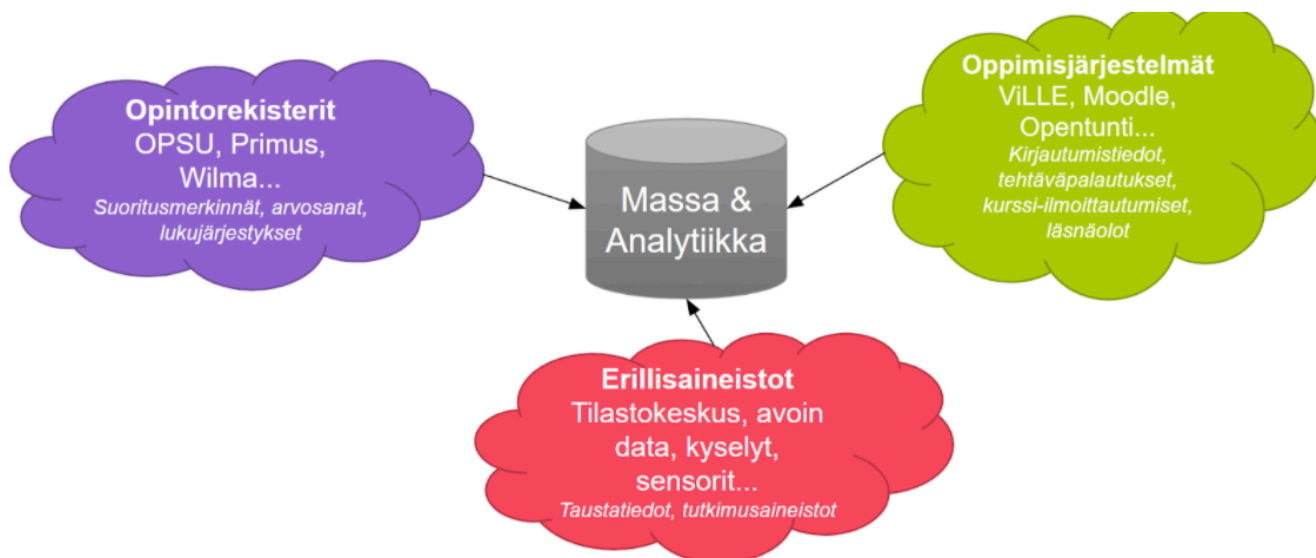 Opintorekisterit
OPSU, Primus,
Wilma...
Suoritusmerkinnät, arvosanat,
lukujärjestykset
Massa &
Analytiikka
Oppimisjärjestelmät
ViLLE, Moodle,
Opentunti...
Kirjautumistiedot,
tehtäväpalautukset,
kurssi-ilmoittautumiset,
läsnäolot
Erillisaineistot
Tilastokeskus, avoin
data, kyselyt,
sensorit...
Taustatiedot, tutkimusaineistot